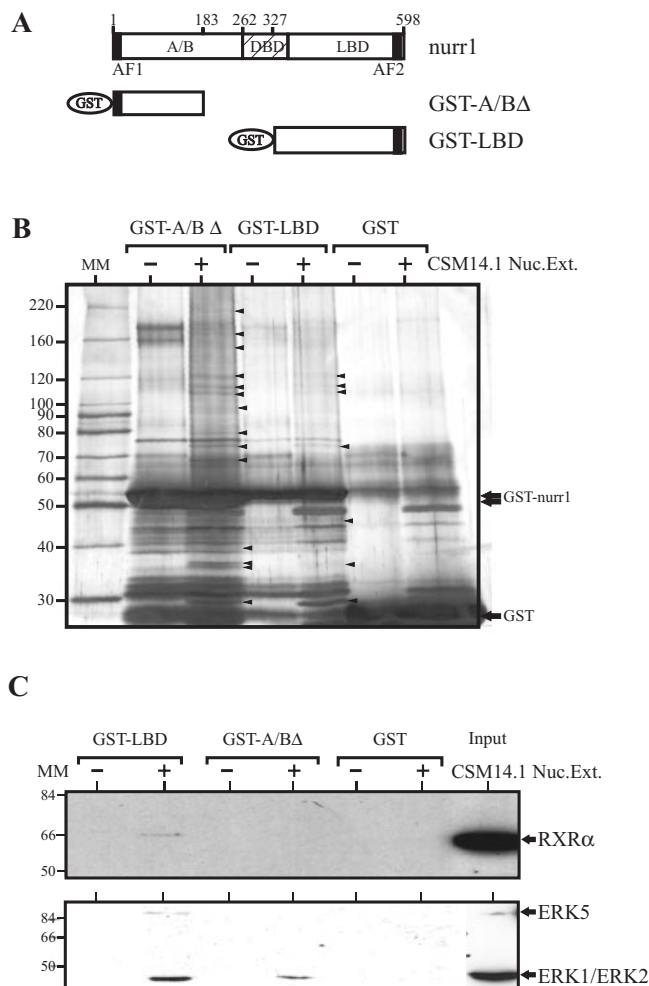 A
1 183 262 327 598
A/B DBD LBD nurr1
AF1 AF2
GST GST-A/BΔ
GST GST-LBD
B
GST-A/B Δ GST-LBD GST
MM − + − + − + CSM14.1 Nuc.Ext.
220
160
120
100
90
80
70
60
50
40
30
GST-nurr1
GST
C
GST-LBD GST-A/BΔ GST Input
MM − + − + − + CSM14.1 Nuc.Ext.
84
66
50
RXRα
84
66
50
ERK5
ERK1/ERK2